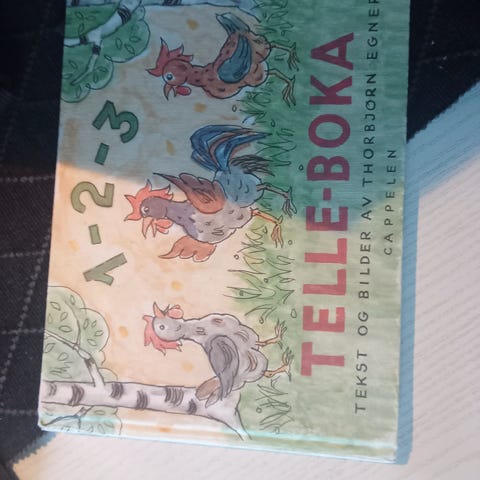 1-2-3
TELLE-BOKA
TEKST OG BILDER AV THORBJØRN EGNER
CAPPELEN